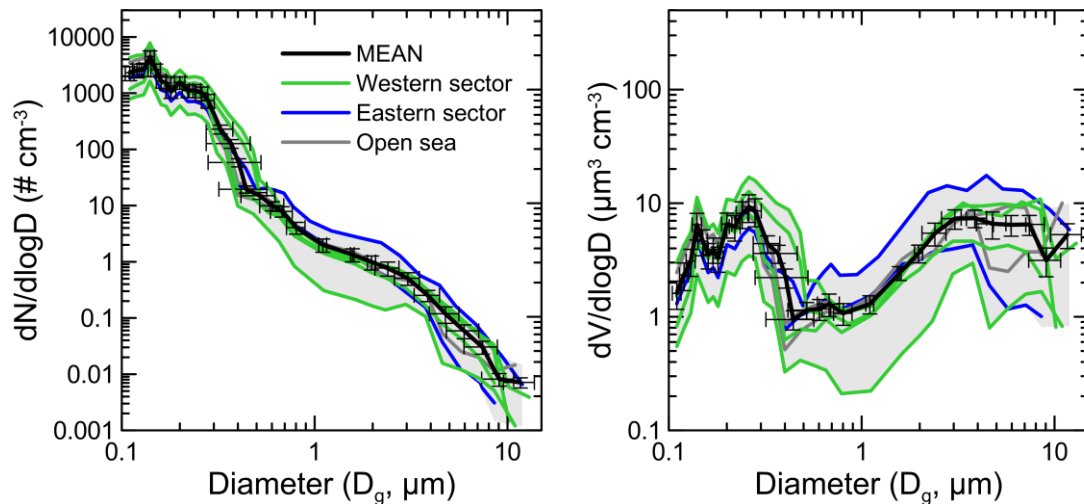 dN/dlogD (# cm⁻³)
10000
1000
100
10
1
0.1
0.01
0.001
MEAN
Western sector
Eastern sector
Open sea
0.1
1
10
Diameter (D_g, μm)
dV/dlogD (μm³ cm⁻³)
100
10
1
0.1
0.1
1
10
Diameter (D_g, μm)